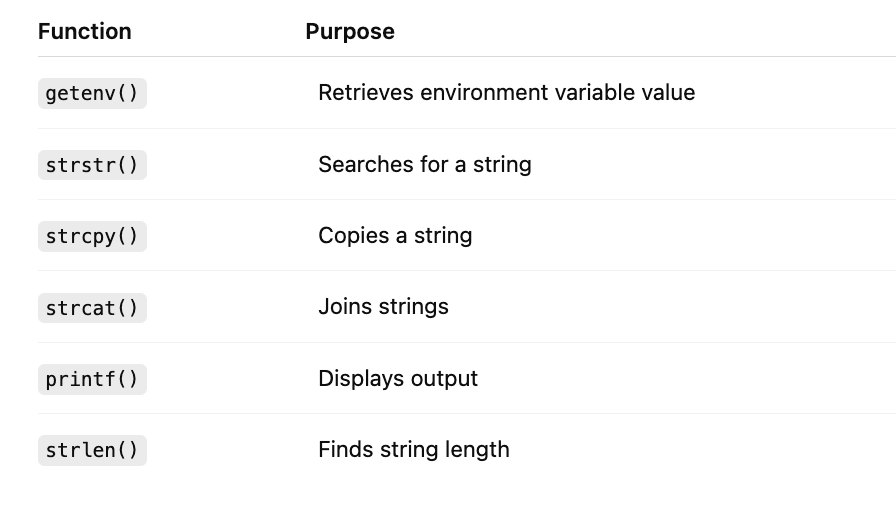 Function Purpose
getenv() Retrieves environment variable value
strstr() Searches for a string
strcpy() Copies a string
strcat() Joins strings
printf() Displays output
strlen() Finds string length